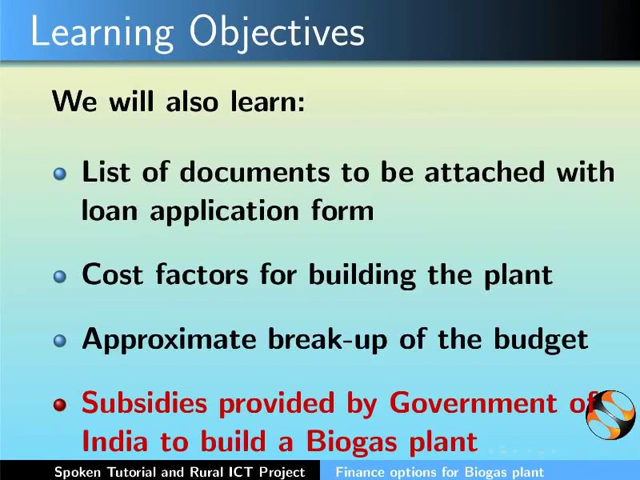 Learning Objectives
We will also learn:
List of documents to be attached with
loan application form
Cost factors for building the plant
Approximate break-up of the budget
Subsidies provided by Government of
India to build a Biogas plant
Spoken Tutorial and Rural ICT Project Finance options for Biogas plant